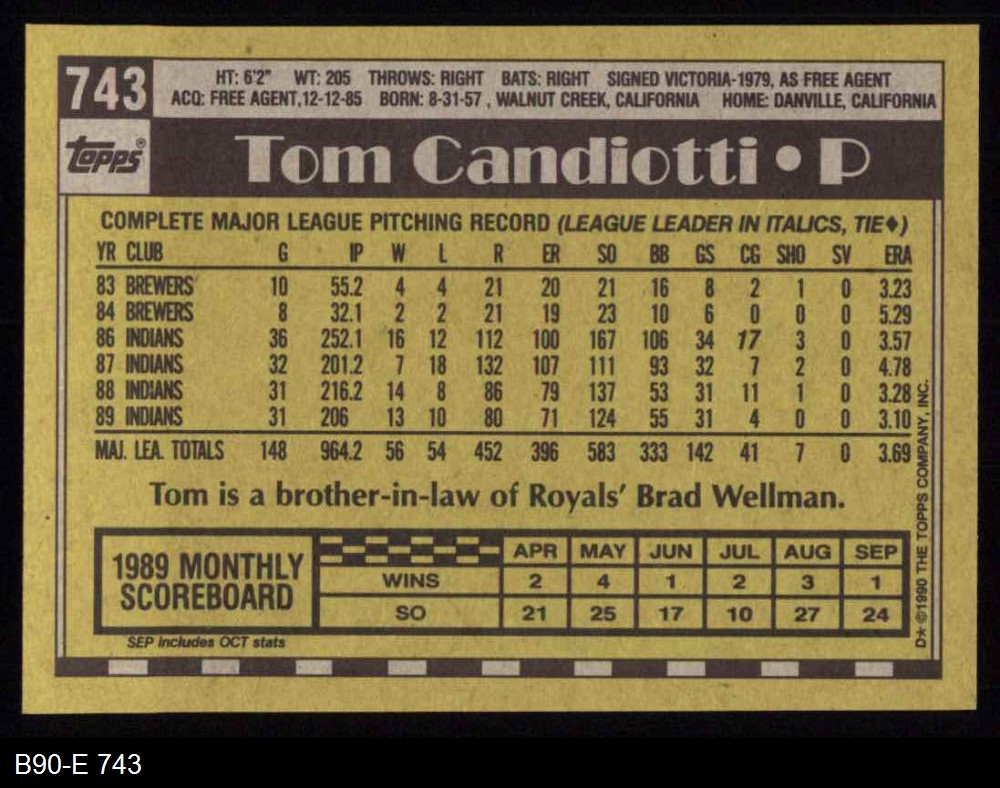 743
HT: 6'2" WT: 205 THROWS: RIGHT BATS: RIGHT SIGNED VICTORIA-1979, AS FREE AGENT
ACQ: FREE AGENT,12-12-85 BORN: 8-31-57 , WALNUT CREEK, CALIFORNIA HOME: DANVILLE, CALIFORNIA
topps® Tom Candiotti • P
COMPLETE MAJOR LEAGUE PITCHING RECORD (LEAGUE LEADER IN ITALICS, TIE♦)
YR CLUB G IP W L R ER SO BB GS CG SHO SV ERA
83 BREWERS 10 55.2 4 4 21 20 21 16 8 2 1 0 3.23
84 BREWERS 8 32.1 2 2 21 19 23 10 6 0 0 0 5.29
86 INDIANS 36 252.1 16 12 112 100 167 106 34 17 3 0 3.57
87 INDIANS 32 201.2 7 18 132 107 111 93 32 7 2 0 4.78
88 INDIANS 31 216.2 14 8 86 79 137 53 31 11 1 0 3.28
89 INDIANS 31 206 13 10 80 71 124 55 31 4 0 0 3.10
MAJ. LEA. TOTALS 148 964.2 56 54 452 396 583 333 142 41 7 0 3.69
Tom is a brother-in-law of Royals' Brad Wellman.
1989 MONTHLY
SCOREBOARD
APR MAY JUN JUL AUG SEP
WINS 2 4 1 2 3 1
SO 21 25 17 10 27 24
SEP includes OCT stats
D★ ©1990 THE TOPPS COMPANY, INC.
B90-E 743